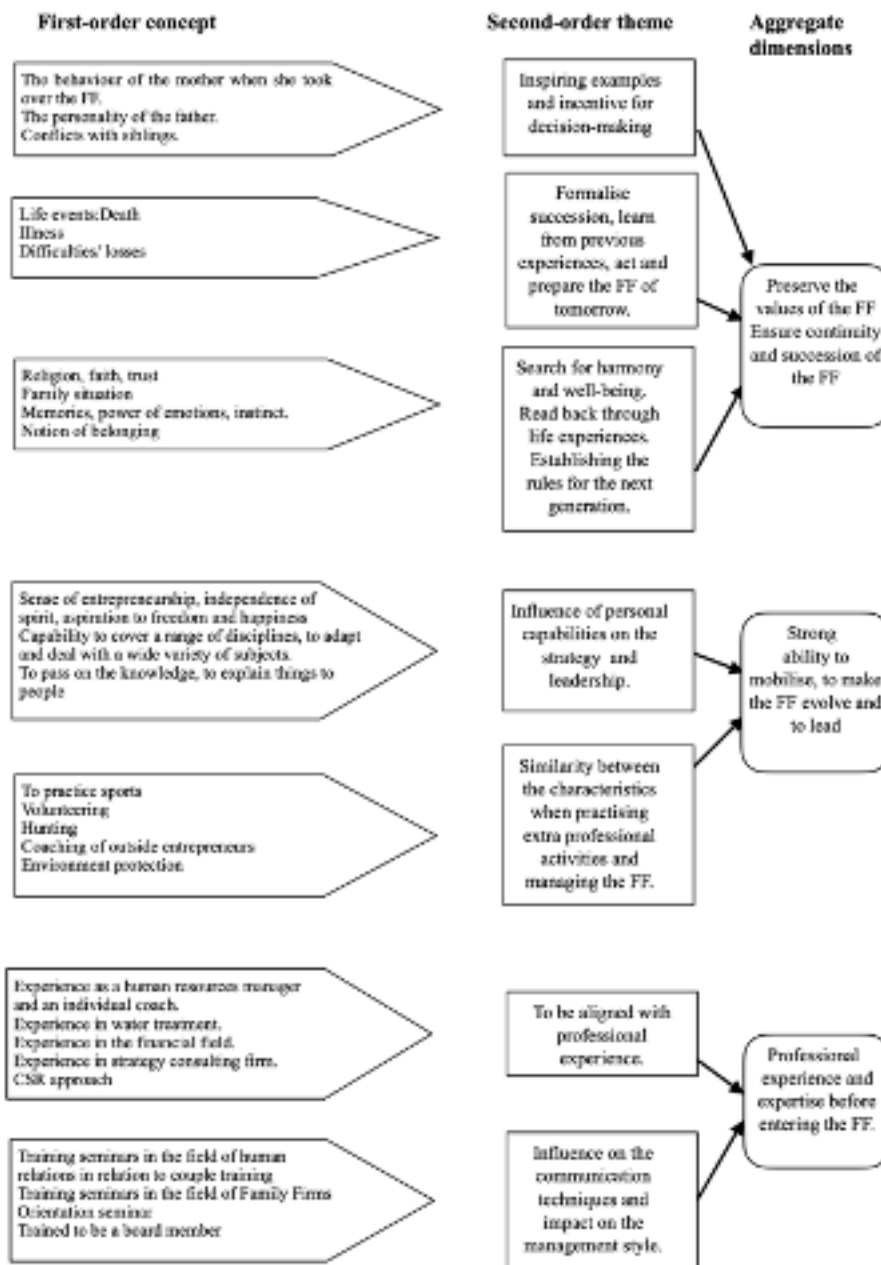 First-order concept
Second-order theme
Aggregate
dimensions
The behaviour of the mother when she took
over the FF.
The personality of the father.
Conflicts with siblings.
Inspiring examples
and incentive for
decision-making
Life events:Death
Illness
Difficulties/ losses
Formalise
succession, learn
from previous
experiences, act and
prepare the FF of
tomorrow.
Preserve the
values of the FF
Ensure continuity
and succession of
the FF
Religion, faith, trust
Family situation
Memories, power of emotions, instinct.
Notion of belonging
Search for harmony
and well-being.
Read back through
life experiences.
Establishing the
rules for the next
generation.
Sense of entrepreneurship, independence of
spirit, aspiration to freedom and happiness
Capability to cover a range of disciplines, to adapt
and deal with a wide variety of subjects.
To pass on the knowledge, to explain things to
people
Influence of personal
capabilities on the
strategy and
leadership.
Strong
ability to
mobilise, to make
the FF evolve and
to lead
To practice sports
Volunteering
Hunting
Coaching of outside entrepreneurs
Environment protection
Similarity between
the characteristics
when practising
extra professional
activities and
managing the FF.
Experience as a human resources manager
and an individual coach.
Experience in water treatment.
Experience in the financial field.
Experience in strategy consulting firm.
CSR approach
To be aligned with
professional
experience.
Professional
experience and
expertise before
entering the FF.
Training seminars in the field of human
relations in relation to couple training
Training seminars in the field of Family Firms
Orientation seminar
Trained to be a board member
Influence on the
communication
techniques and
impact on the
management style.